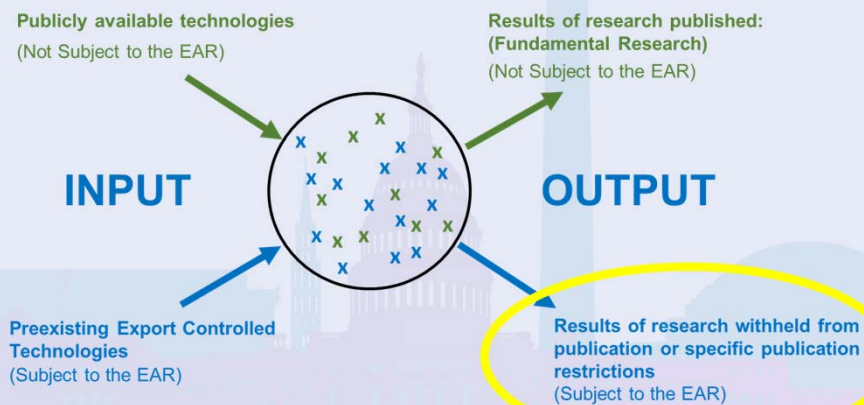 Publicly available technologies
(Not Subject to the EAR)
Results of research published:
(Fundamental Research)
(Not Subject to the EAR)
INPUT
OUTPUT
Preexisting Export Controlled
Technologies
(Subject to the EAR)
Results of research withheld from
publication or specific publication
restrictions
(Subject to the EAR)